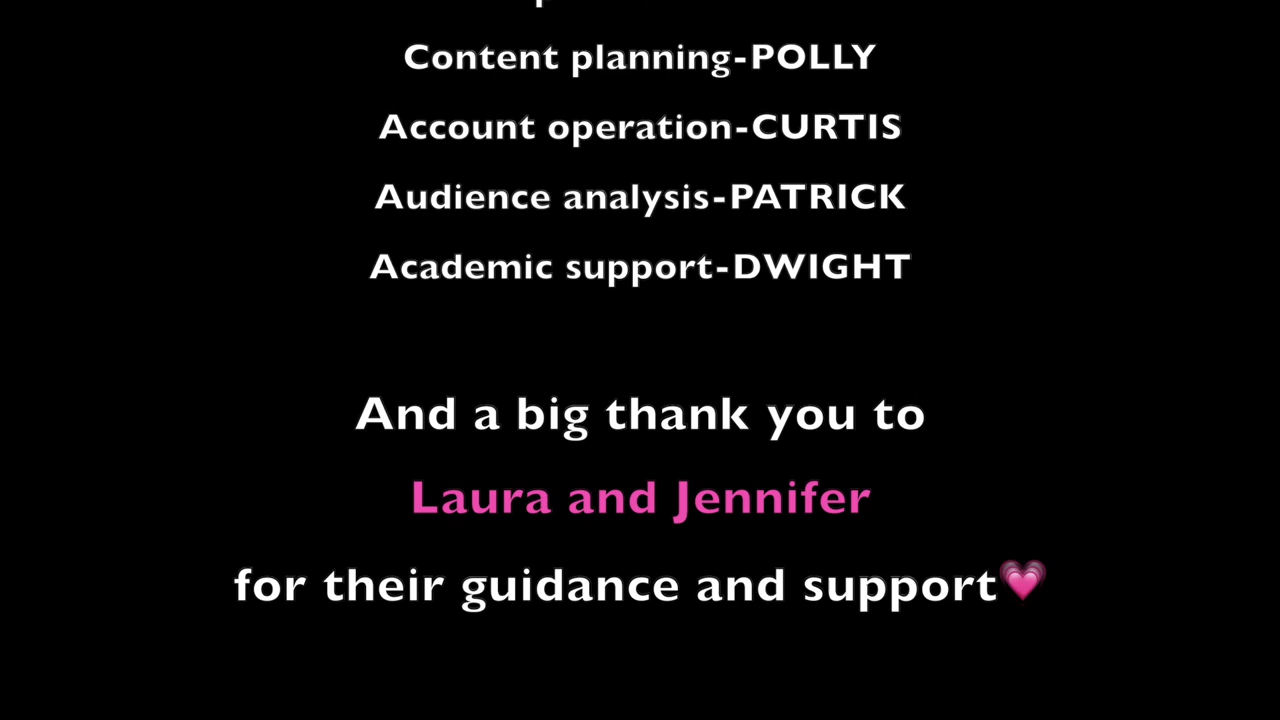 Content planning-POLLY
Account operation-CURTIS
Audience analysis-PATRICK
Academic support-DWIGHT
And a big thank you to
Laura and Jennifer
for their guidance and support💗